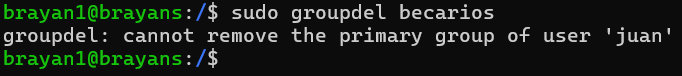 brayan1@brayans:/$ sudo groupdel becarios
groupdel: cannot remove the primary group of user 'juan'
brayan1@brayans:/$